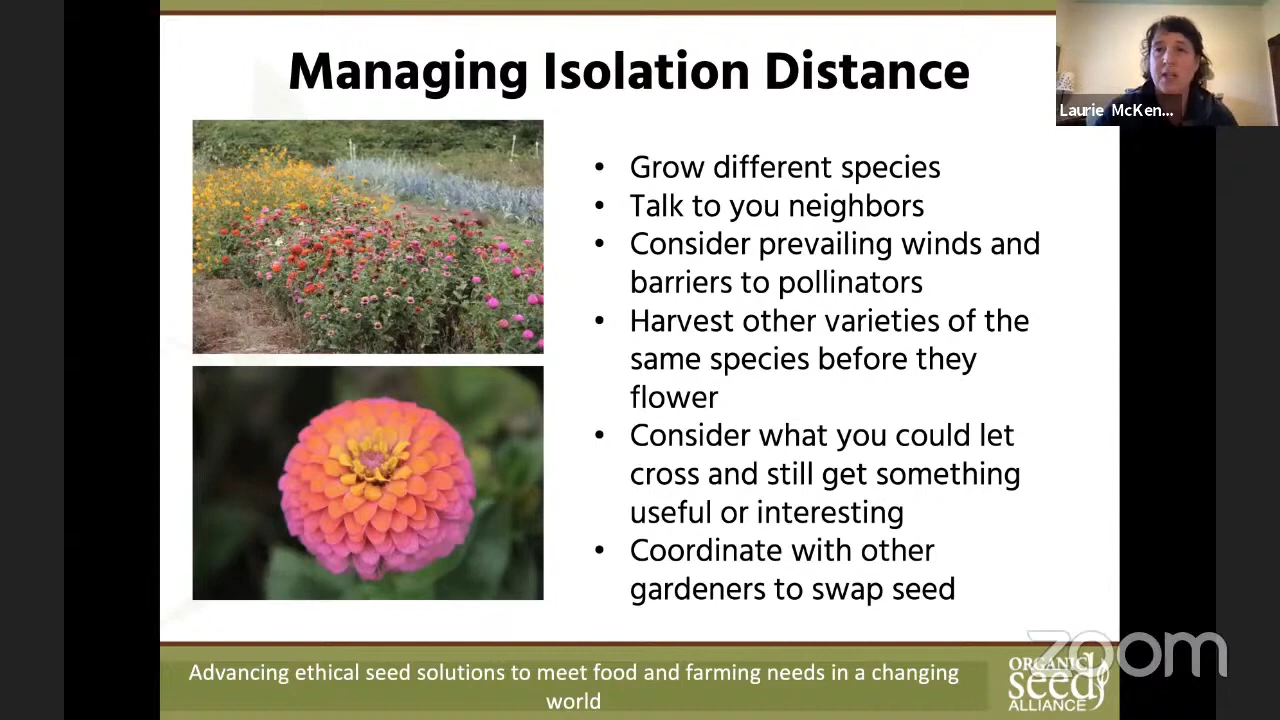 Managing Isolation Distance
Laurie McKen...
• Grow different species
• Talk to you neighbors
• Consider prevailing winds and
barriers to pollinators
• Harvest other varieties of the
same species before they
flower
• Consider what you could let
cross and still get something
useful or interesting
• Coordinate with other
gardeners to swap seed
Advancing ethical seed solutions to meet food and farming needs in a changing
world
ORGANIC
seed
ALLIANCE
zoom